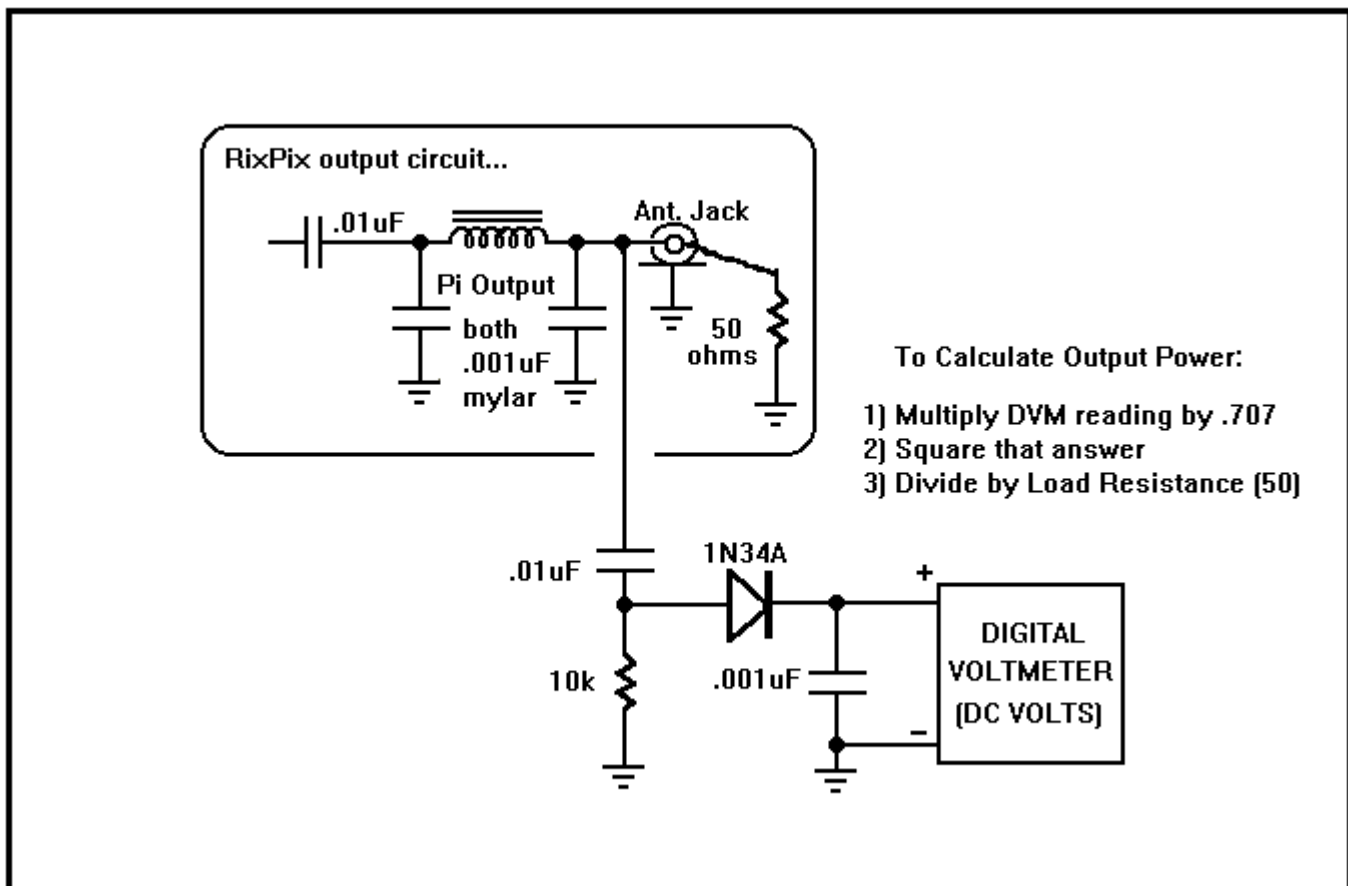 RixPix output circuit...
.01uF
Ant. Jack
Pi Output
both
.001uF
mylar
50
ohms
To Calculate Output Power:
1) Multiply DVM reading by .707
2) Square that answer
3) Divide by Load Resistance (50)
.01uF
1N34A
+
10k
.001uF
DIGITAL
VOLTMETER
(DC VOLTS)
–